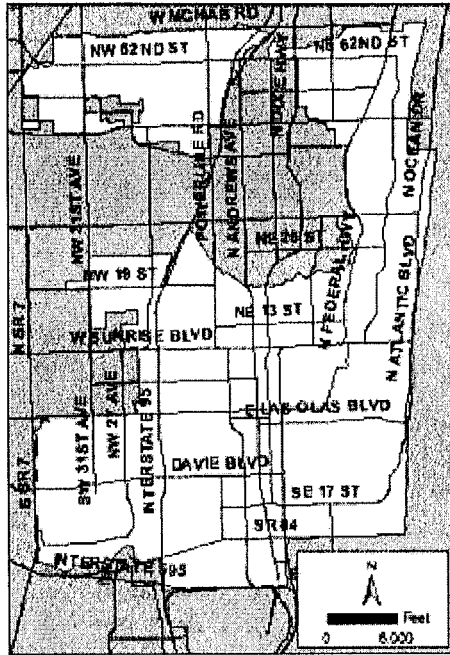 W MCNAB RD
NW 62ND ST
NE 62ND ST
N DIXIE HWY
N OCEAN DR
POWERLINE RD
N ANDREWS AVE
NW 21ST AVE
NE 26 ST
N FEDERAL HWY
N ATLANTIC BLVD
NW 19 ST
N SR 7
NE 13 ST
W SUNRISE BLVD
E LAS OLAS BLVD
SW 31ST AVE
NW 27 AVE
INTERSTATE 95
DAVIE BLVD
S SR 7
SE 17 ST
SR 84
INTERSTATE 595
N
Feet
0 6,000